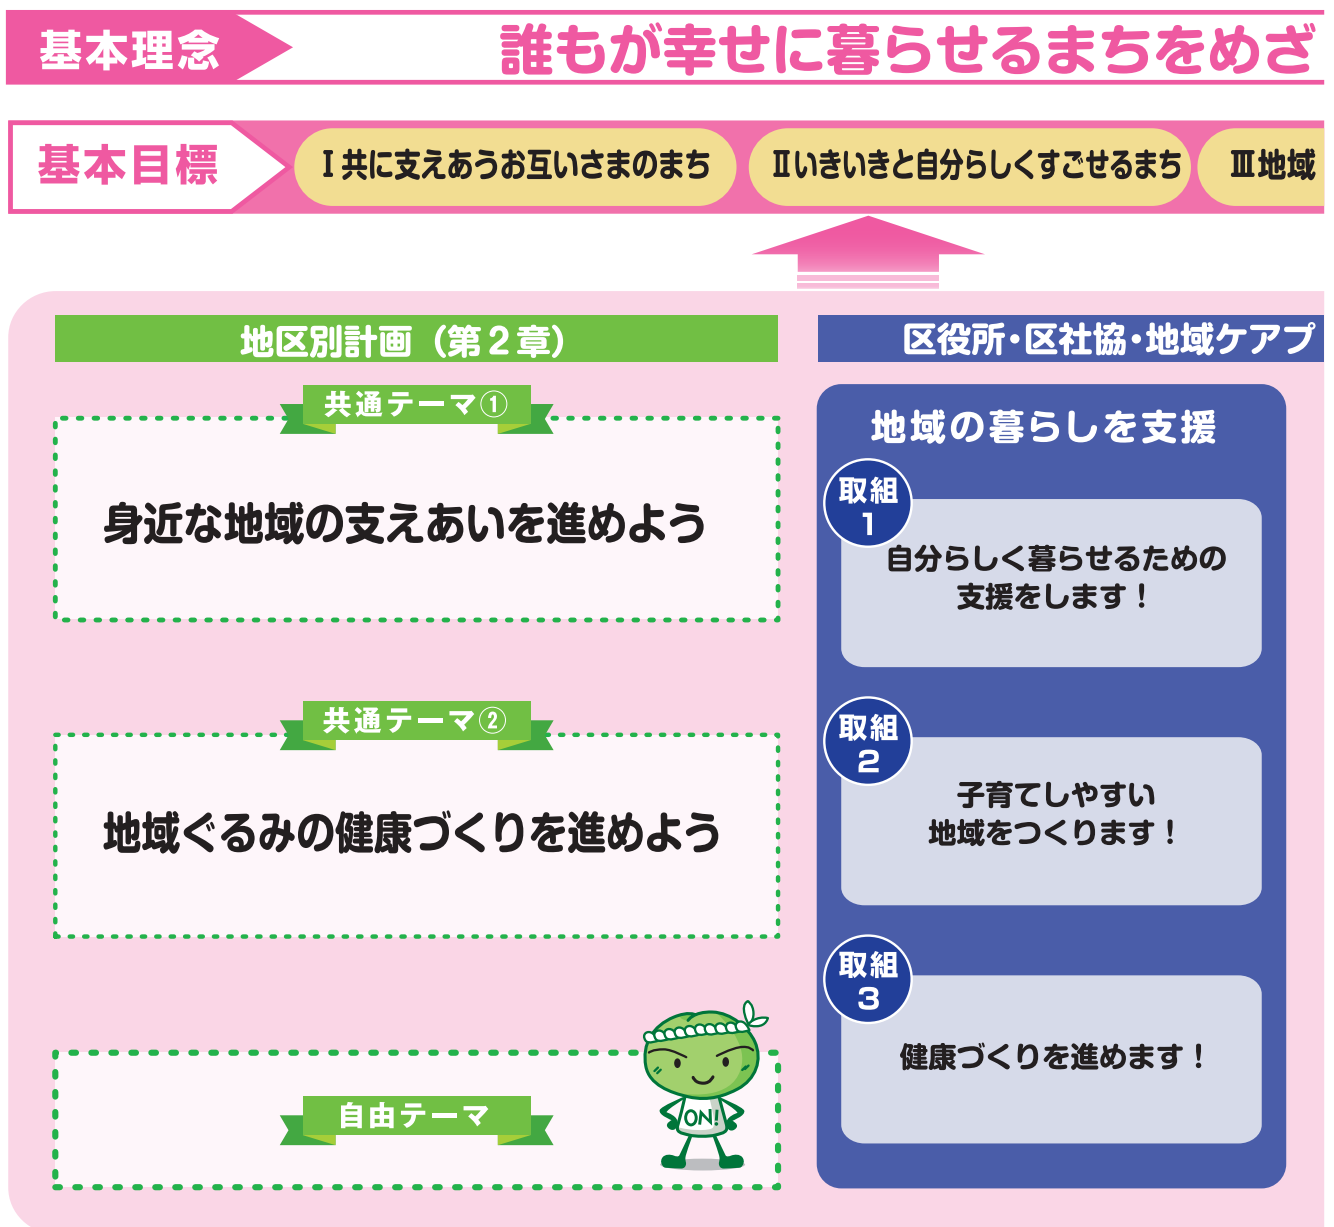 基本理念
誰もが幸せに暮らせるまちをめざ
基本目標
Ⅰ共に支えあうお互いさまのまち
Ⅱいきいきと自分らしくすごせるまち
Ⅲ地域
地区別計画（第２章）
共通テーマ①
身近な地域の支えあいを進めよう
共通テーマ②
地域ぐるみの健康づくりを進めよう
自由テーマ
ON!
区役所・区社協・地域ケアプ
地域の暮らしを支援
取組
1
自分らしく暮らせるための
支援をします！
取組
2
子育てしやすい
地域をつくります！
取組
3
健康づくりを進めます！